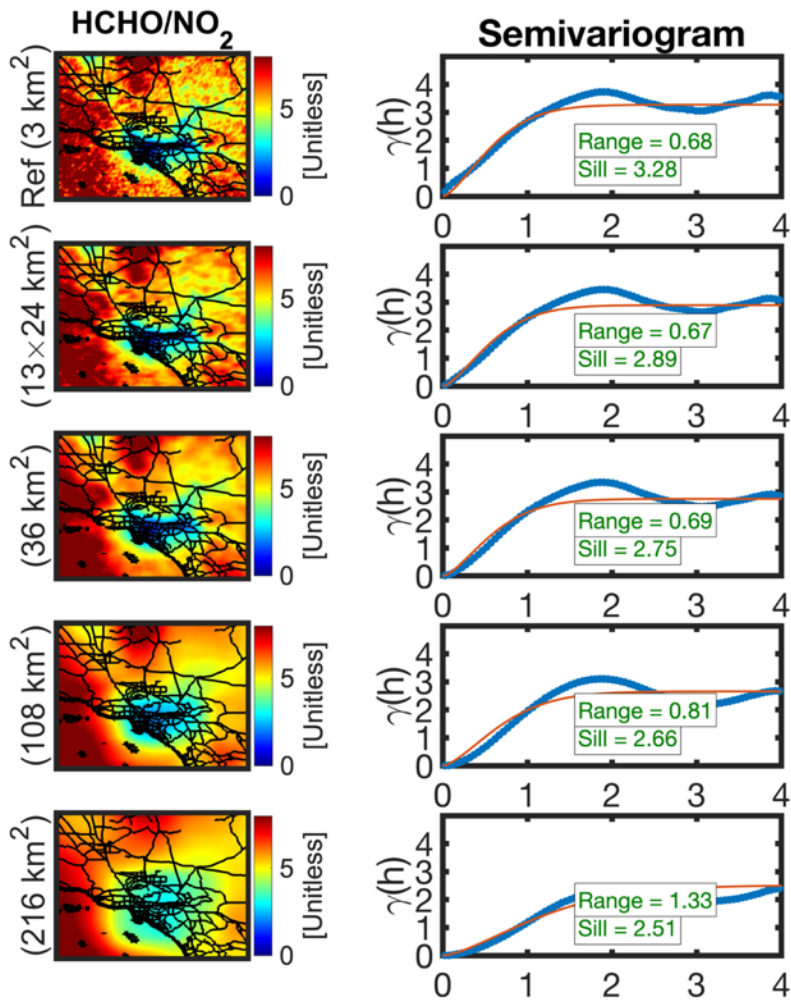 HCHO/NO2
Semivariogram
Ref (3 km2)
5
0
[Unitless]
γ(h)
4
3
2
1
0
Range = 0.68
Sill = 3.28
0 1 2 3 4
(13×24 km2)
5
0
[Unitless]
γ(h)
4
3
2
1
0
Range = 0.67
Sill = 2.89
0 1 2 3 4
(36 km2)
5
0
[Unitless]
γ(h)
4
3
2
1
0
Range = 0.69
Sill = 2.75
0 1 2 3 4
(108 km2)
5
0
[Unitless]
γ(h)
4
3
2
1
0
Range = 0.81
Sill = 2.66
0 1 2 3 4
(216 km2)
5
0
[Unitless]
γ(h)
4
3
2
1
0
Range = 1.33
Sill = 2.51
0 1 2 3 4